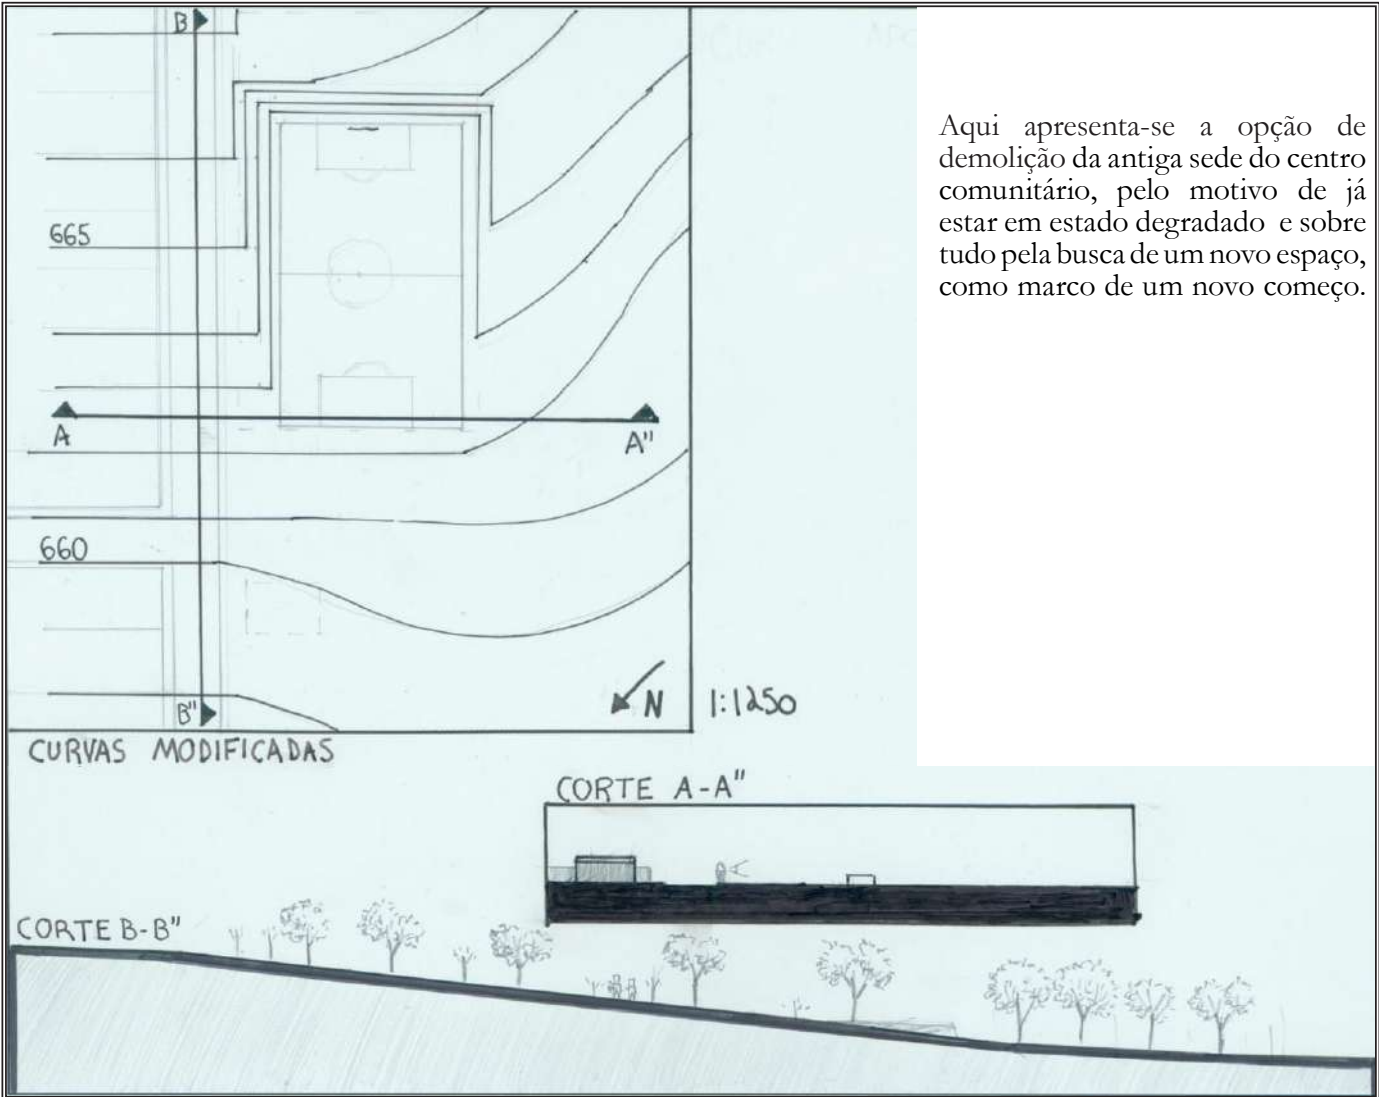 B
665
A
A"
660
B"
N
1:1250
CURVAS MODIFICADAS
Aqui apresenta-se a opção de
demolição da antiga sede do centro
comunitário, pelo motivo de já
estar em estado degradado e sobre
tudo pela busca de um novo espaço,
como marco de um novo começo.
CORTE A-A"
CORTE B-B"